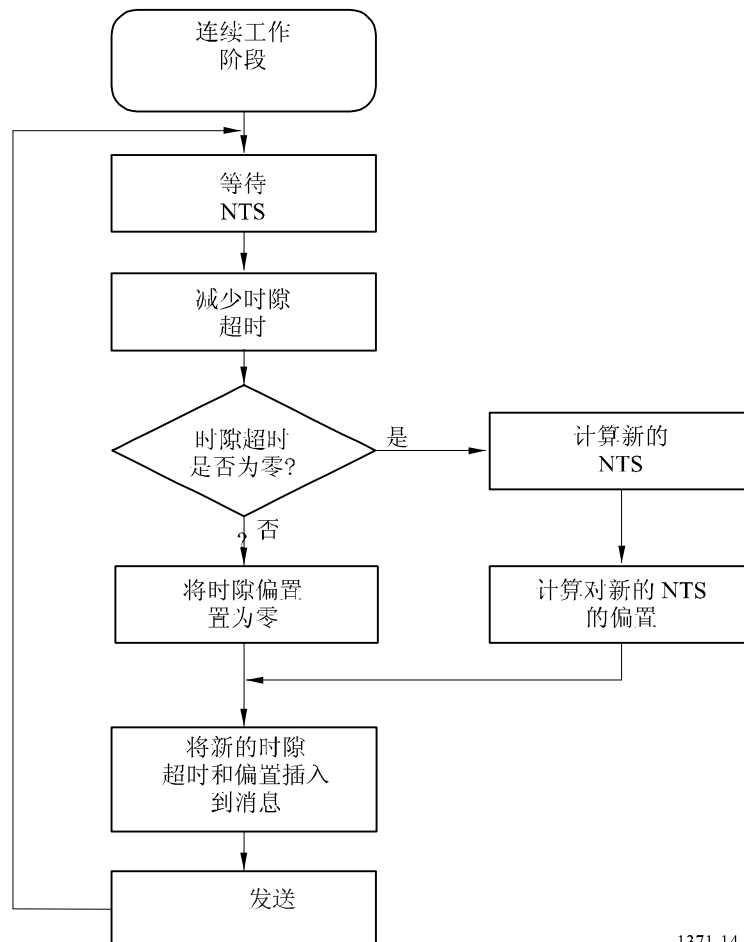 连续工作
阶段
等待
NTS
减少时隙
超时
时隙超时
是否为零?
是
计算新的
NTS
?
否
将时隙偏置
置为零
计算对新的 NTS
的偏置
将新的时隙
超时和偏置插入
到消息
发送
1371-14